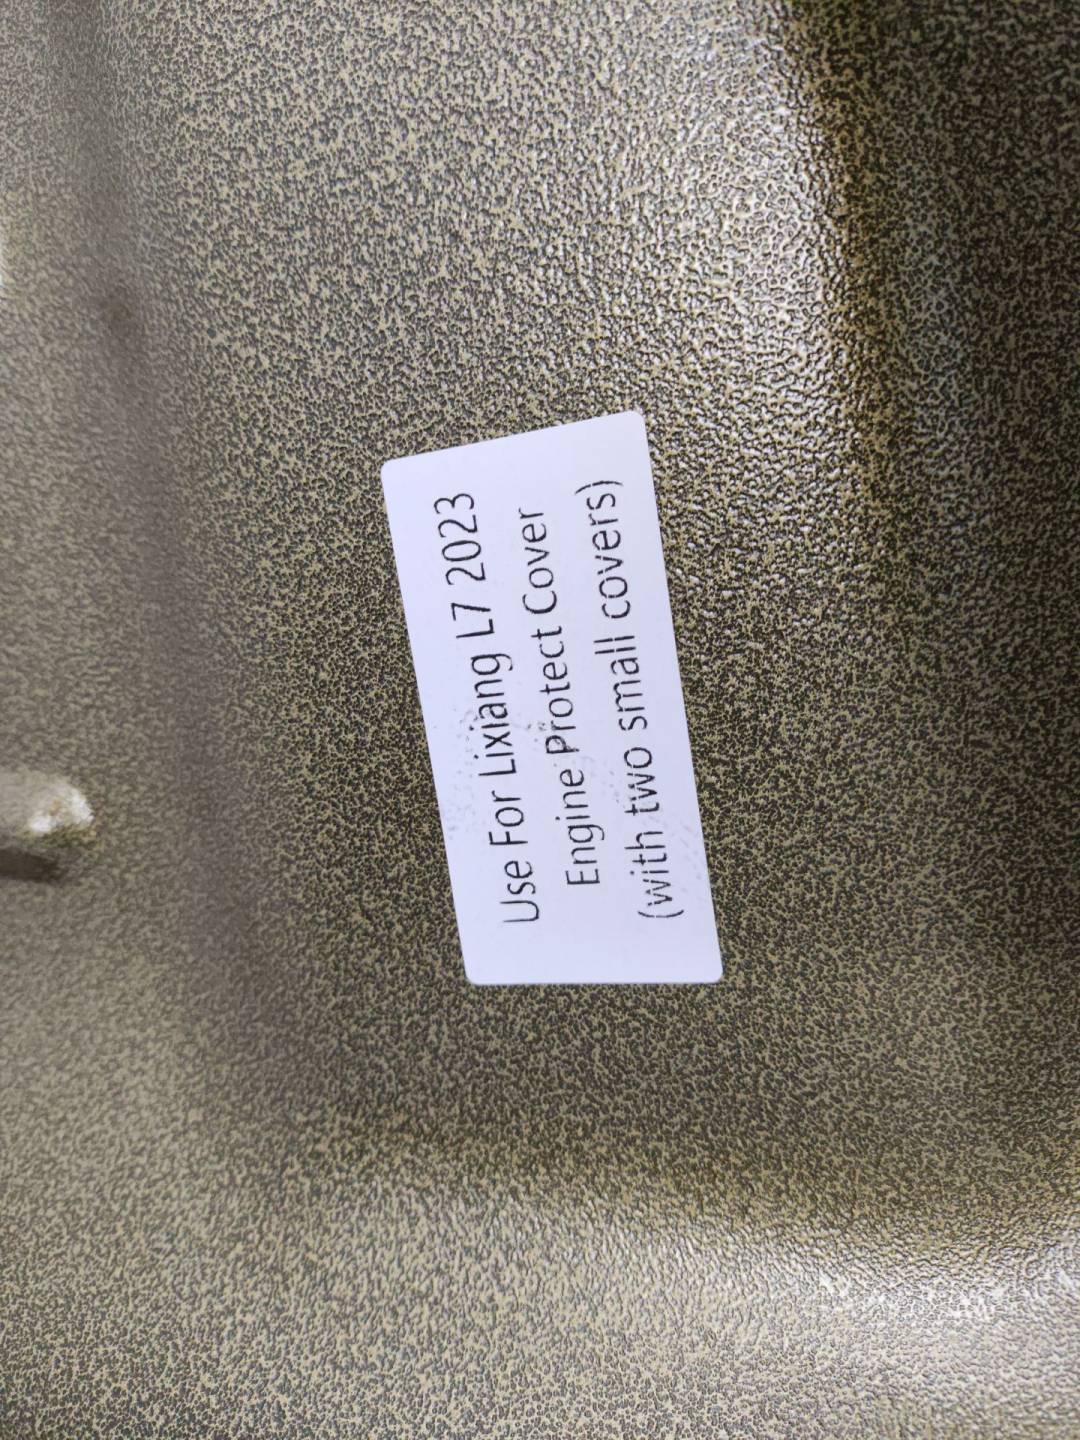 Use For Lixiang L7 2023
Engine Protect Cover
(with two small covers)